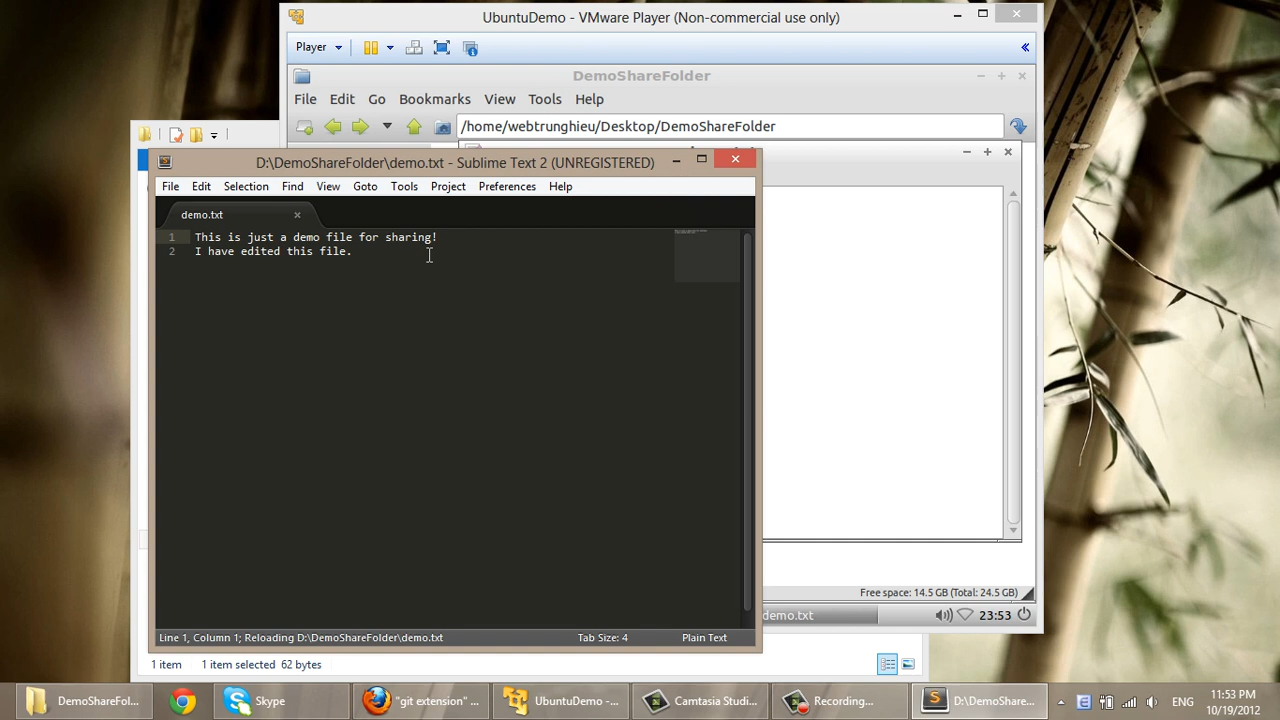 UbuntuDemo - VMware Player (Non-commercial use only)
Player
DemoShareFolder
File Edit Go Bookmarks View Tools Help
/home/webtrunghieu/Desktop/DemoShareFolder
D:\DemoShareFolder\demo.txt - Sublime Text 2 (UNREGISTERED)
File Edit Selection Find View Goto Tools Project Preferences Help
demo.txt
1 This is just a demo file for sharing!
2 I have edited this file.
Free space: 14.5 GB (Total: 24.5 GB)
demo.txt 23:53
Line 1, Column 1; Reloading D:\DemoShareFolder\demo.txt Tab Size: 4 Plain Text
1 item 1 item selected 62 bytes
DemoShareFol... Skype "git extension" ... UbuntuDemo -... Camtasia Studi... Recording... D:\DemoShare... ENG 11:53 PM
10/19/2012